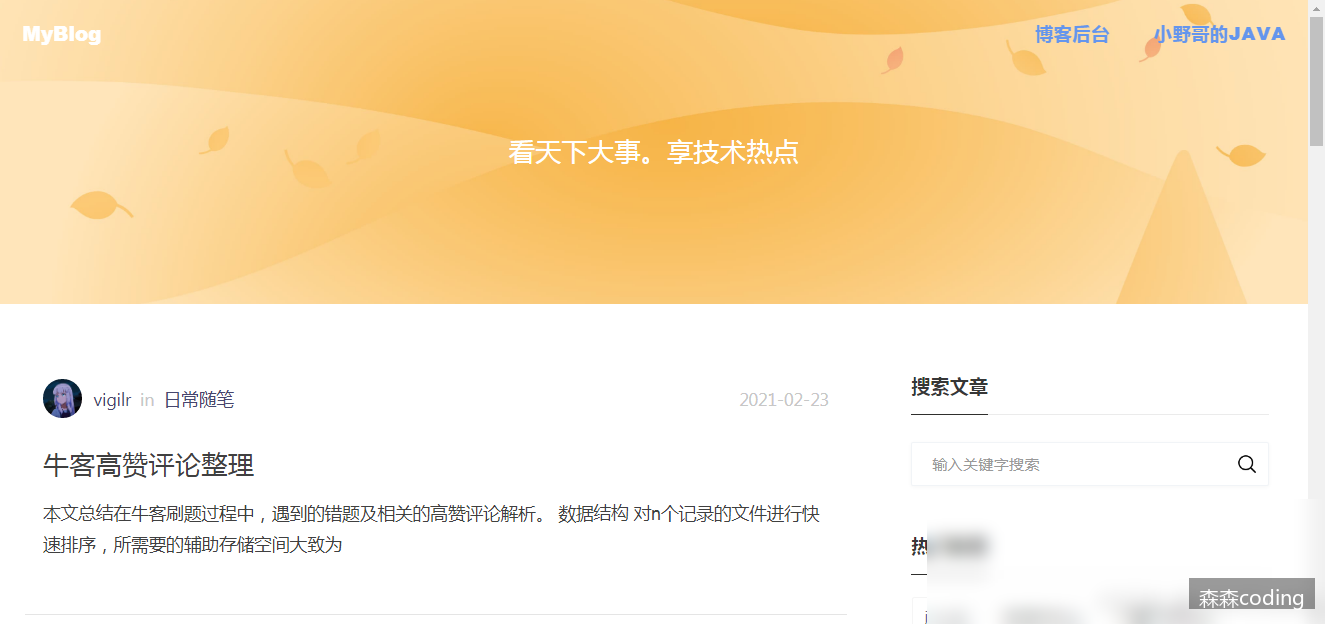 MyBlog
博客后台 小野哥的JAVA
看天下大事。享技术热点
vigilr in 日常随笔 2021-02-23
牛客高赞评论整理
本文总结在牛客刷题过程中，遇到的错题及相关的高赞评论解析。 数据结构 对n个记录的文件进行快
速排序，所需要的辅助存储空间大致为
搜索文章
输入关键字搜索
热
森森coding